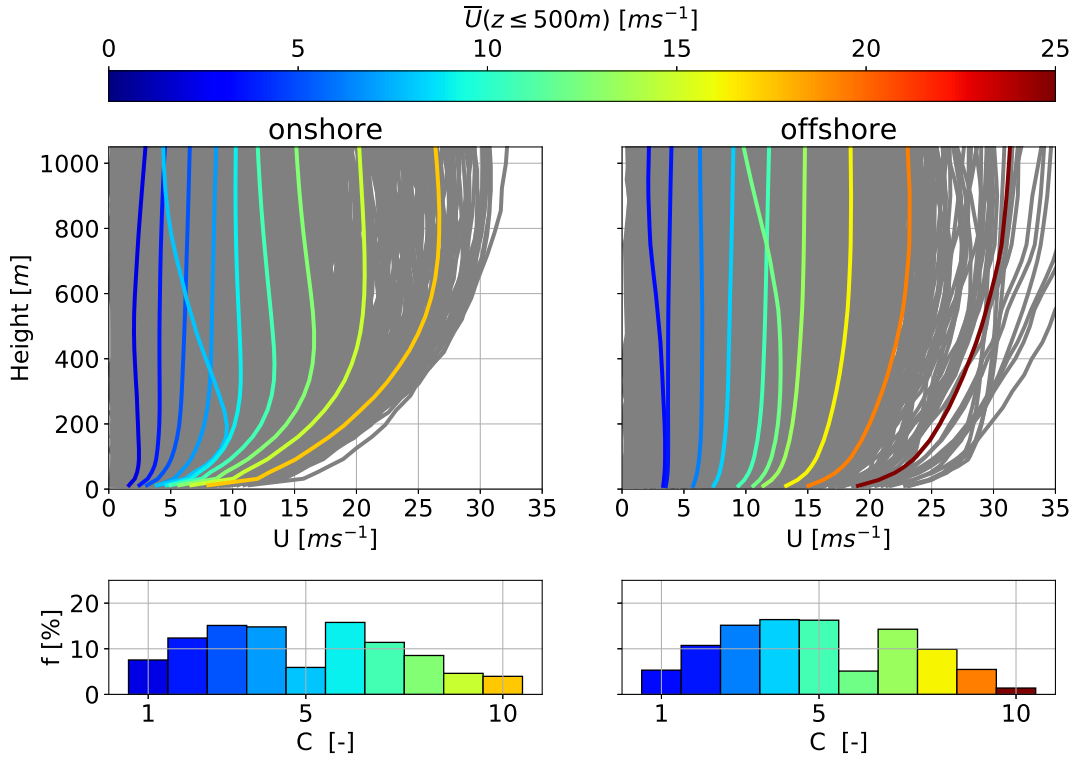 U̅(z ≤ 500m) [ms⁻¹]
0 5 10 15 20 25
onshore offshore
1000
800
600
400
200
0
Height [m]
0 5 10 15 20 25 30 35
0 5 10 15 20 25 30 35
U [ms⁻¹] U [ms⁻¹]
20
10
0
f [%]
1 5 10
1 5 10
C [-] C [-]